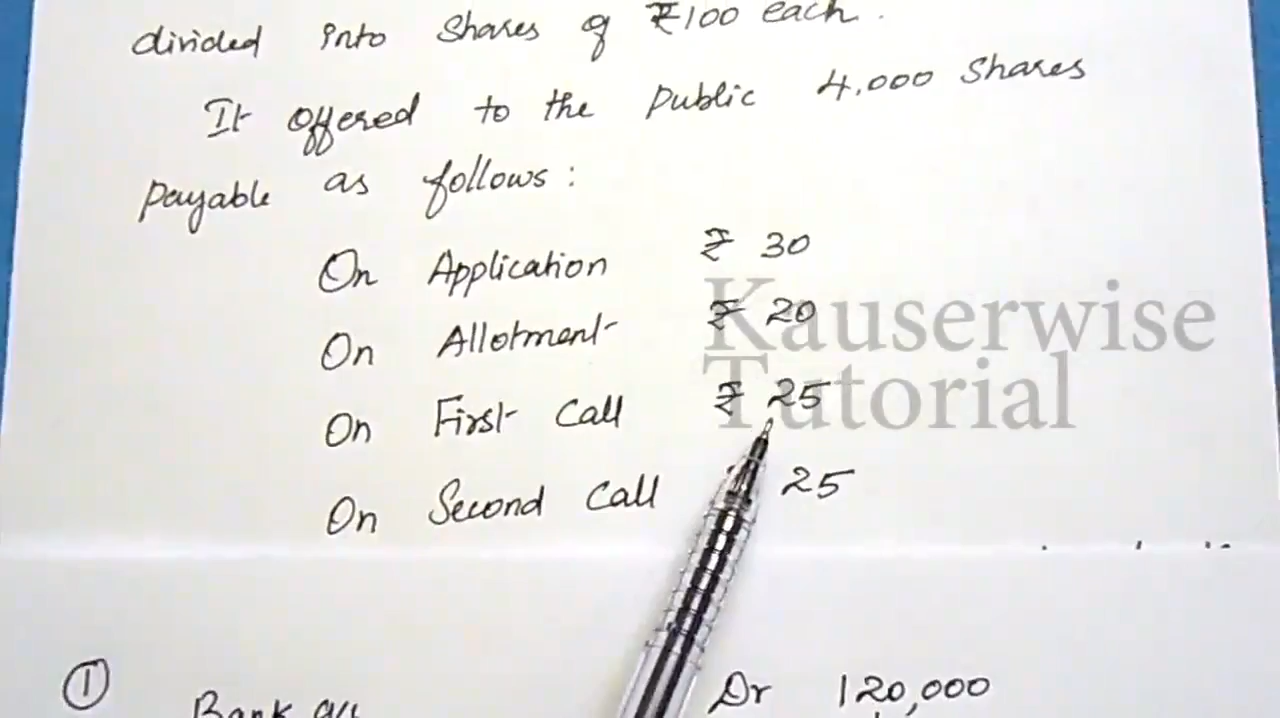 divided into shares of ₹100 each.
It offered to the public 4,000 shares
payable as follows:
On Application ₹ 30
On Allotment ₹ 20
On First Call ₹ 25
On Second Call 25
Kauserwise
Tutorial
① Bank a/c Dr 120,000